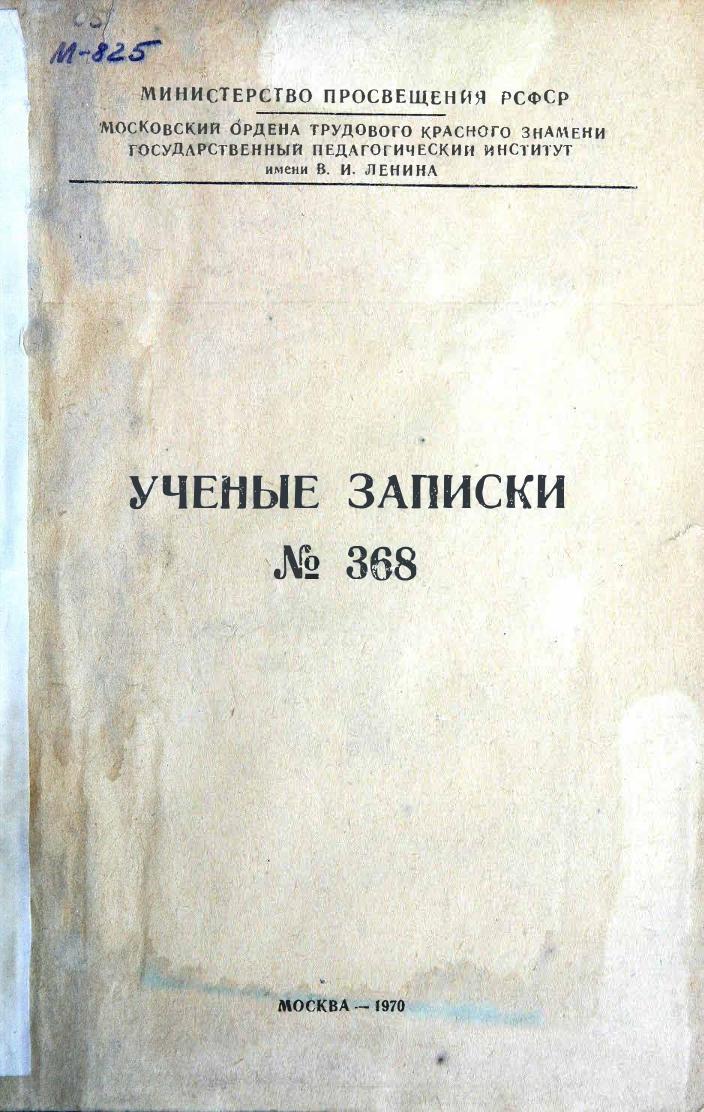 М-825
МИНИСТЕРСТВО ПРОСВЕЩЕНИЯ РСФСР
МОСКОВСКИЙ ОРДЕНА ТРУДОВОГО КРАСНОГО ЗНАМЕНИ
ГОСУДАРСТВЕННЫЙ ПЕДАГОГИЧЕСКИЙ ИНСТИТУТ
имени В. И. ЛЕНИНА
УЧЕНЫЕ ЗАПИСКИ
№ 368
МОСКВА — 1970